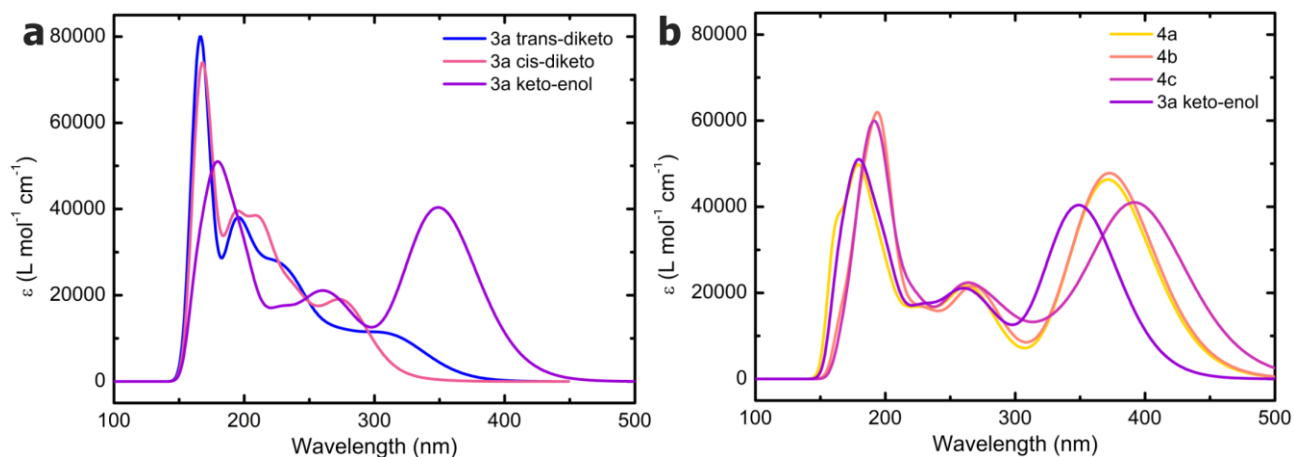 a
3a trans-diketo
3a cis-diketo
3a keto-enol
80000
60000
40000
20000
0
ε (L mol⁻¹ cm⁻¹)
100 200 300 400 500
Wavelength (nm)
b
4a
4b
4c
3a keto-enol
80000
60000
40000
20000
0
ε (L mol⁻¹ cm⁻¹)
100 200 300 400 500
Wavelength (nm)